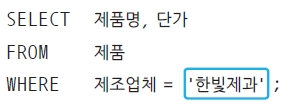 SELECT 제품명, 단가
FROM 제품
WHERE 제조업체 = '한빛제과' ;